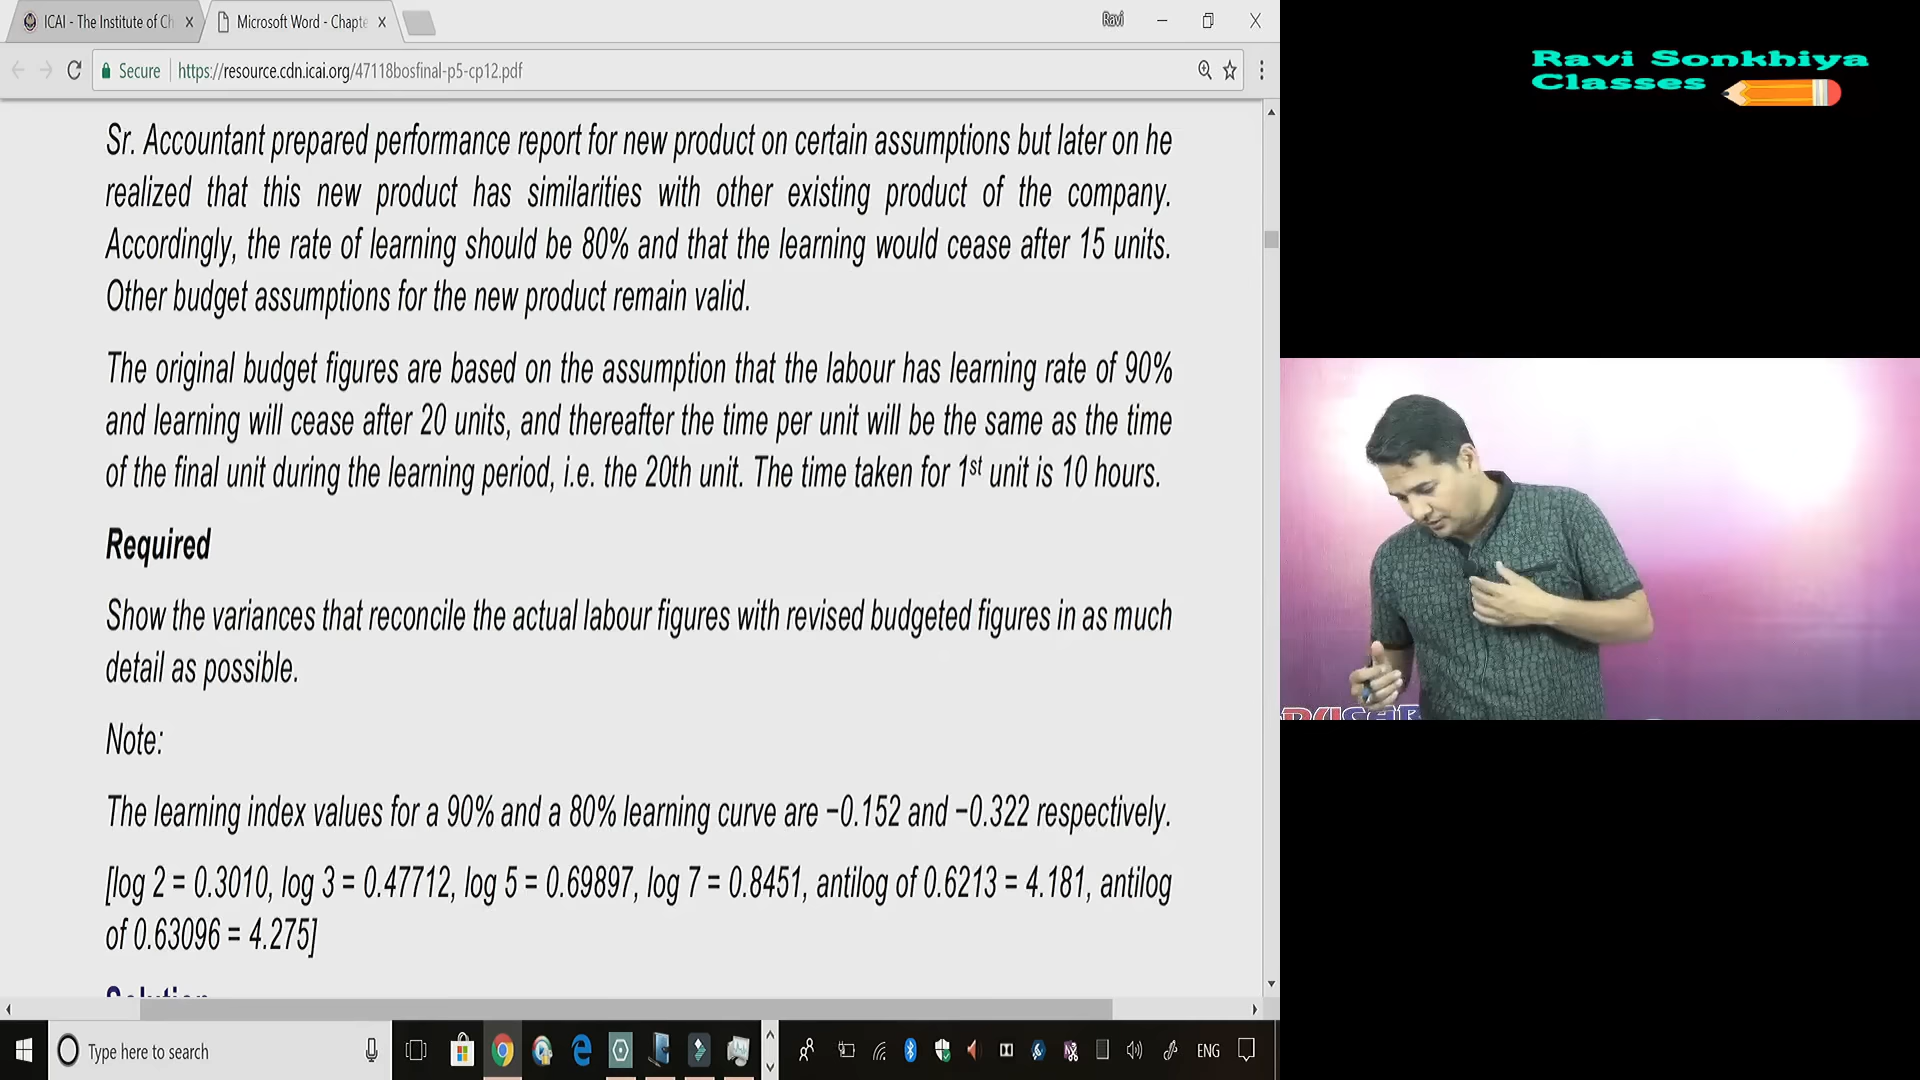 ICAI - The Institute of Ch
Microsoft Word - Chapte
Ravi
Secure
https://resource.cdn.icai.org/47118bosfinal-p5-cp12.pdf
Ravi Sonkhiya
Classes
Sr. Accountant prepared performance report for new product on certain assumptions but later on he
realized that this new product has similarities with other existing product of the company.
Accordingly, the rate of learning should be 80% and that the learning would cease after 15 units.
Other budget assumptions for the new product remain valid.
The original budget figures are based on the assumption that the labour has learning rate of 90%
and learning will cease after 20 units, and thereafter the time per unit will be the same as the time
of the final unit during the learning period, i.e. the 20th unit. The time taken for 1st unit is 10 hours.
Required
Show the variances that reconcile the actual labour figures with revised budgeted figures in as much
detail as possible.
Note:
The learning index values for a 90% and a 80% learning curve are −0.152 and −0.322 respectively.
[log 2 = 0.3010, log 3 = 0.47712, log 5 = 0.69897, log 7 = 0.8451, antilog of 0.6213 = 4.181, antilog
of 0.63096 = 4.275]
Solution
Type here to search
ENG